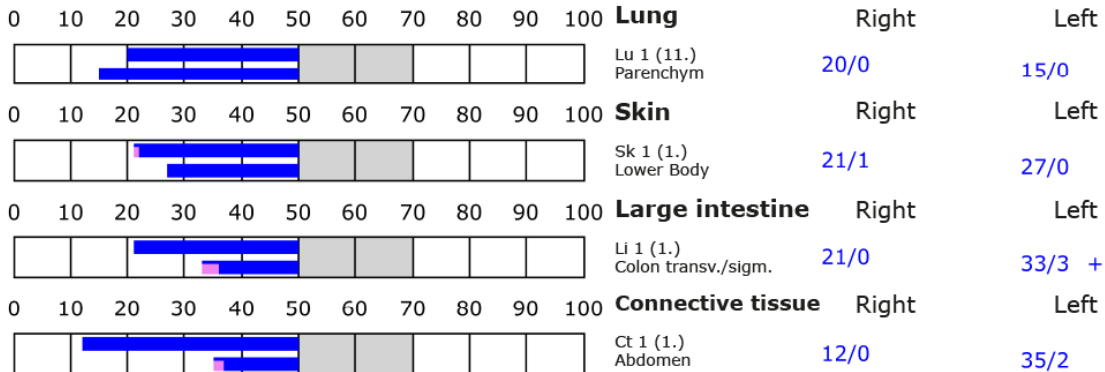 0 10 20 30 40 50 60 70 80 90 100 Lung Right Left
Lu 1 (11.)
Parenchym
20/0 15/0
0 10 20 30 40 50 60 70 80 90 100 Skin Right Left
Sk 1 (1.)
Lower Body
21/1 27/0
0 10 20 30 40 50 60 70 80 90 100 Large intestine Right Left
Li 1 (1.)
Colon transv./sigm.
21/0 33/3 +
0 10 20 30 40 50 60 70 80 90 100 Connective tissue Right Left
Ct 1 (1.)
Abdomen
12/0 35/2